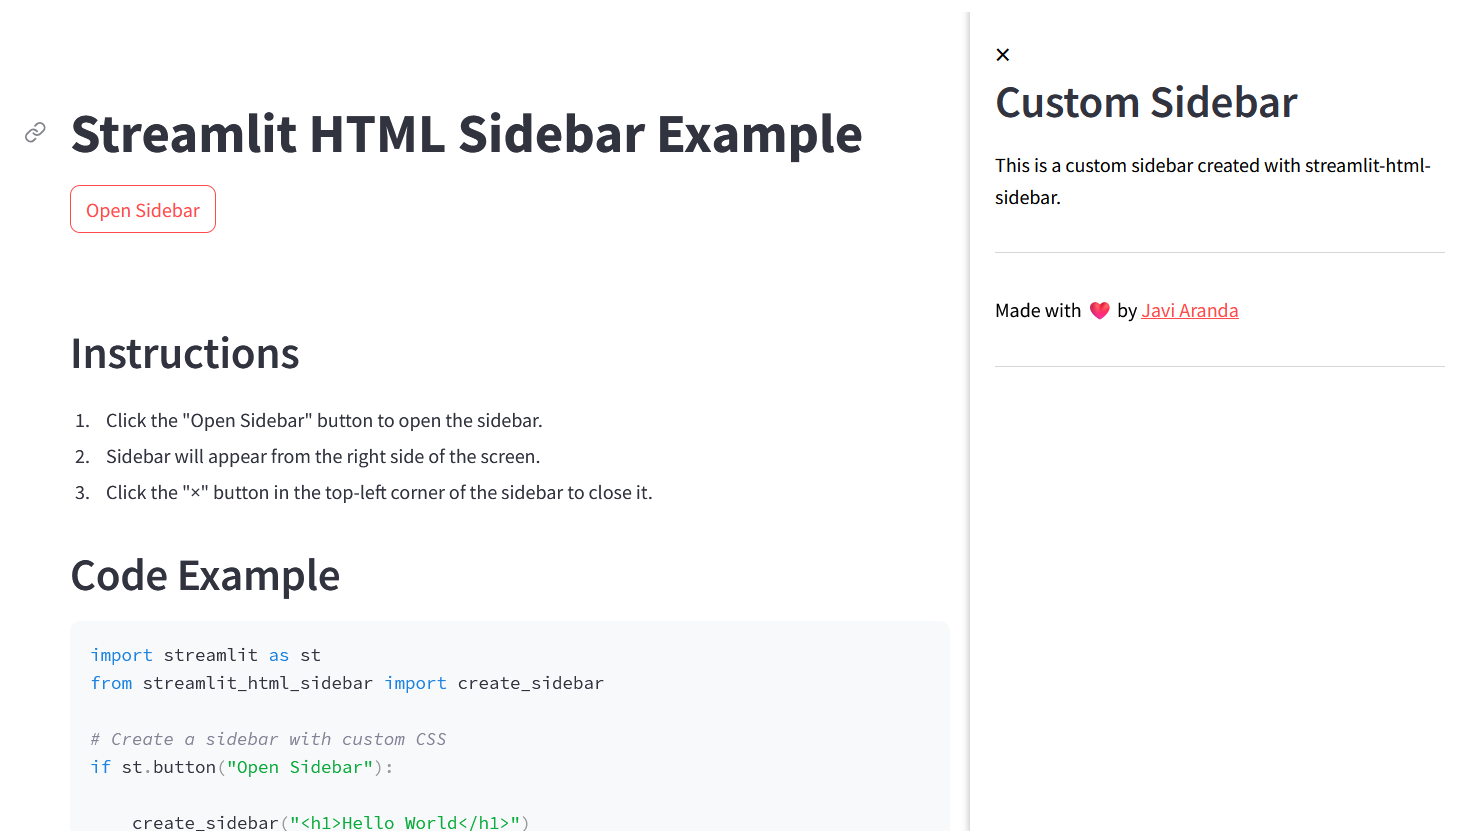 Streamlit HTML Sidebar Example
Open Sidebar
Instructions
1. Click the "Open Sidebar" button to open the sidebar.
2. Sidebar will appear from the right side of the screen.
3. Click the "×" button in the top-left corner of the sidebar to close it.
Code Example
import streamlit as st
from streamlit_html_sidebar import create_sidebar
# Create a sidebar with custom CSS
if st.button("Open Sidebar"):
    create_sidebar("<h1>Hello World</h1>")
×
Custom Sidebar
This is a custom sidebar created with streamlit-html-
sidebar.
Made with ❤️ by Javi Aranda